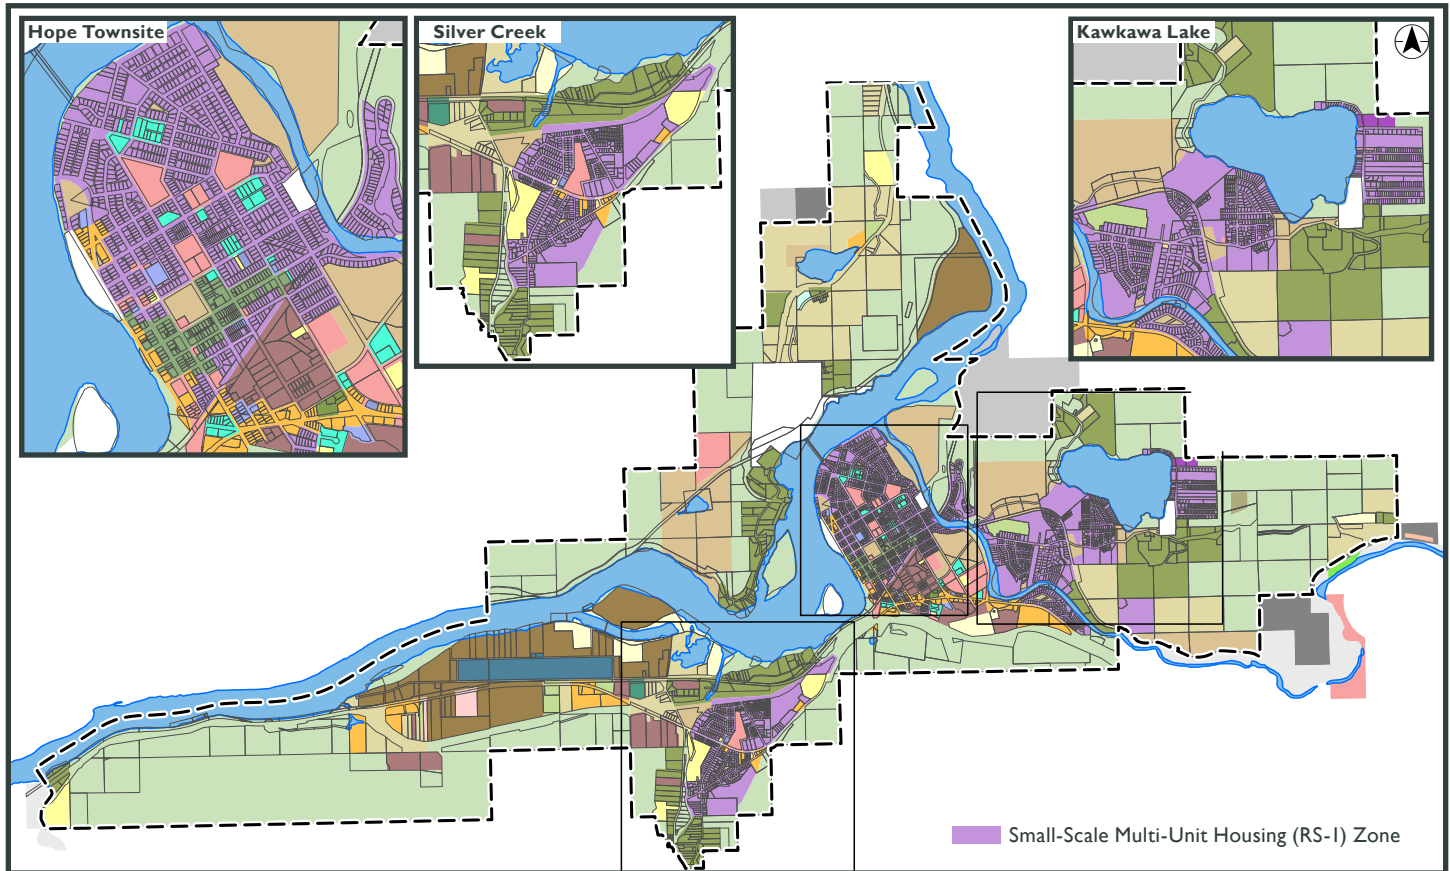 Hope Townsite
Silver Creek
Kawkawa Lake
Small-Scale Multi-Unit Housing (RS-1) Zone